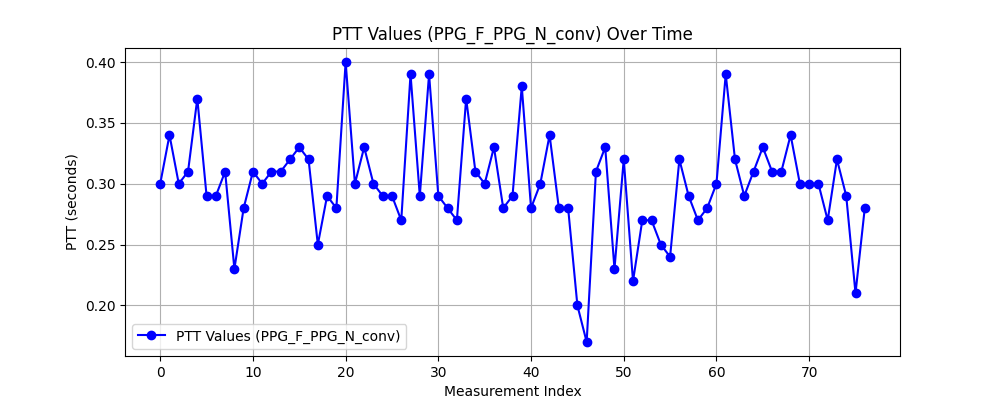 PTT Values (PPG_F_PPG_N_conv) Over Time
PTT (seconds)
0.40
0.35
0.30
0.25
0.20
PTT Values (PPG_F_PPG_N_conv)
0 10 20 30 40 50 60 70
Measurement Index